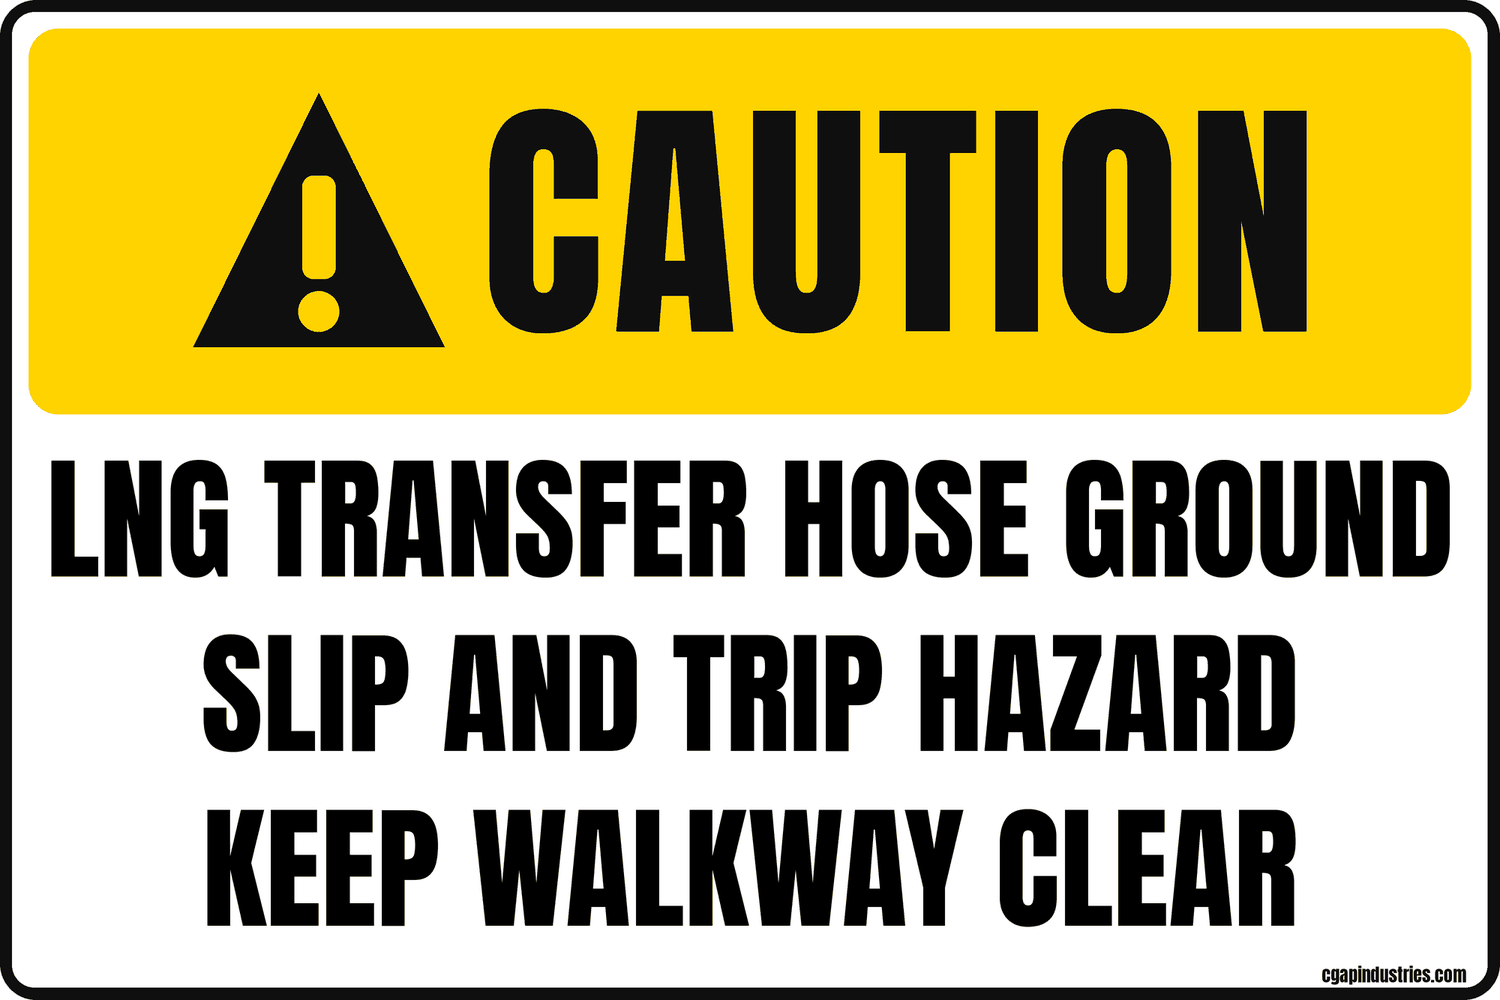 CAUTION
LNG TRANSFER HOSE GROUND
SLIP AND TRIP HAZARD
KEEP WALKWAY CLEAR
cgapindustries.com